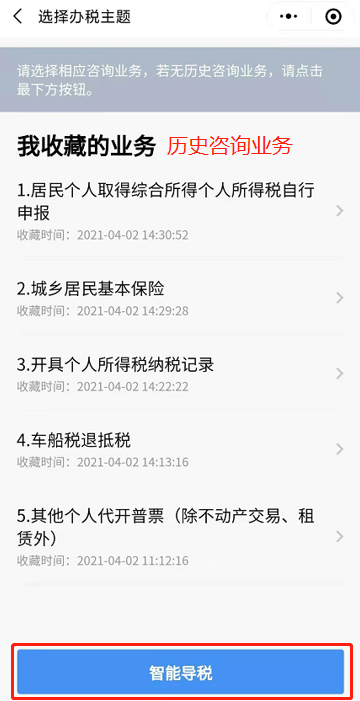 选择办税主题
请选择相应咨询业务，若无历史咨询业务，请点击
最下方按钮。
我收藏的业务 历史咨询业务
1.居民个人取得综合所得个人所得税自行
申报
收藏时间：2021-04-02 14:30:52
2.城乡居民基本保险
收藏时间：2021-04-02 14:29:28
3.开具个人所得税纳税记录
收藏时间：2021-04-02 14:22:22
4.车船税退抵税
收藏时间：2021-04-02 14:13:16
5.其他个人代开普票（除不动产交易、租
赁外）
收藏时间：2021-04-02 11:12:16
智能导税